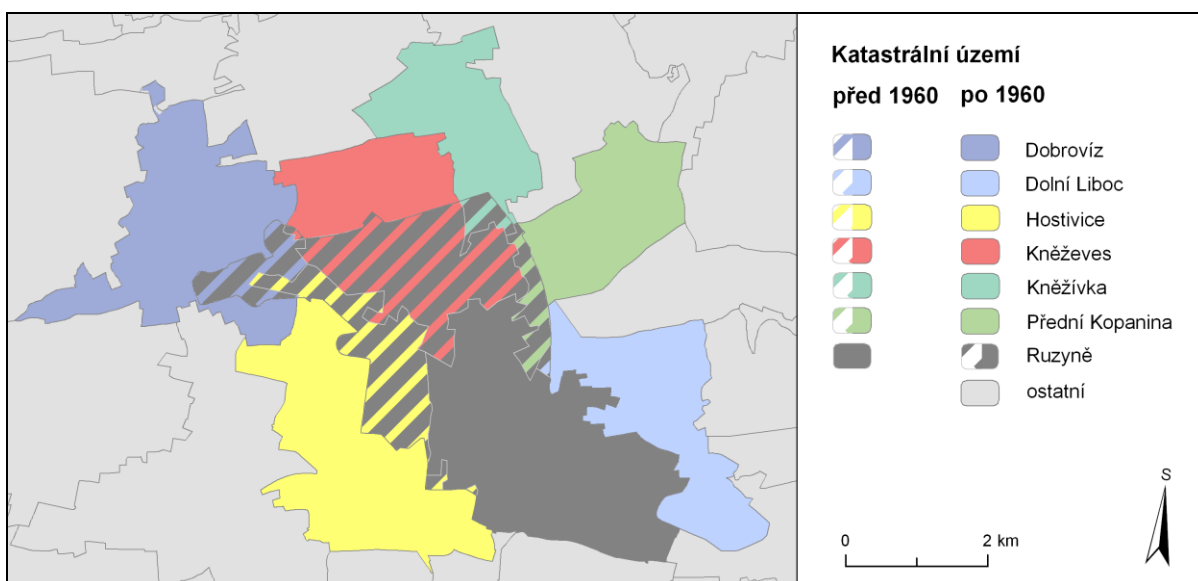 Katastrální území
před 1960 po 1960
Dobrovíz
Dolní Liboc
Hostivice
Kněževes
Kněžívka
Přední Kopanina
Ruzyně
ostatní
S
0 2 km